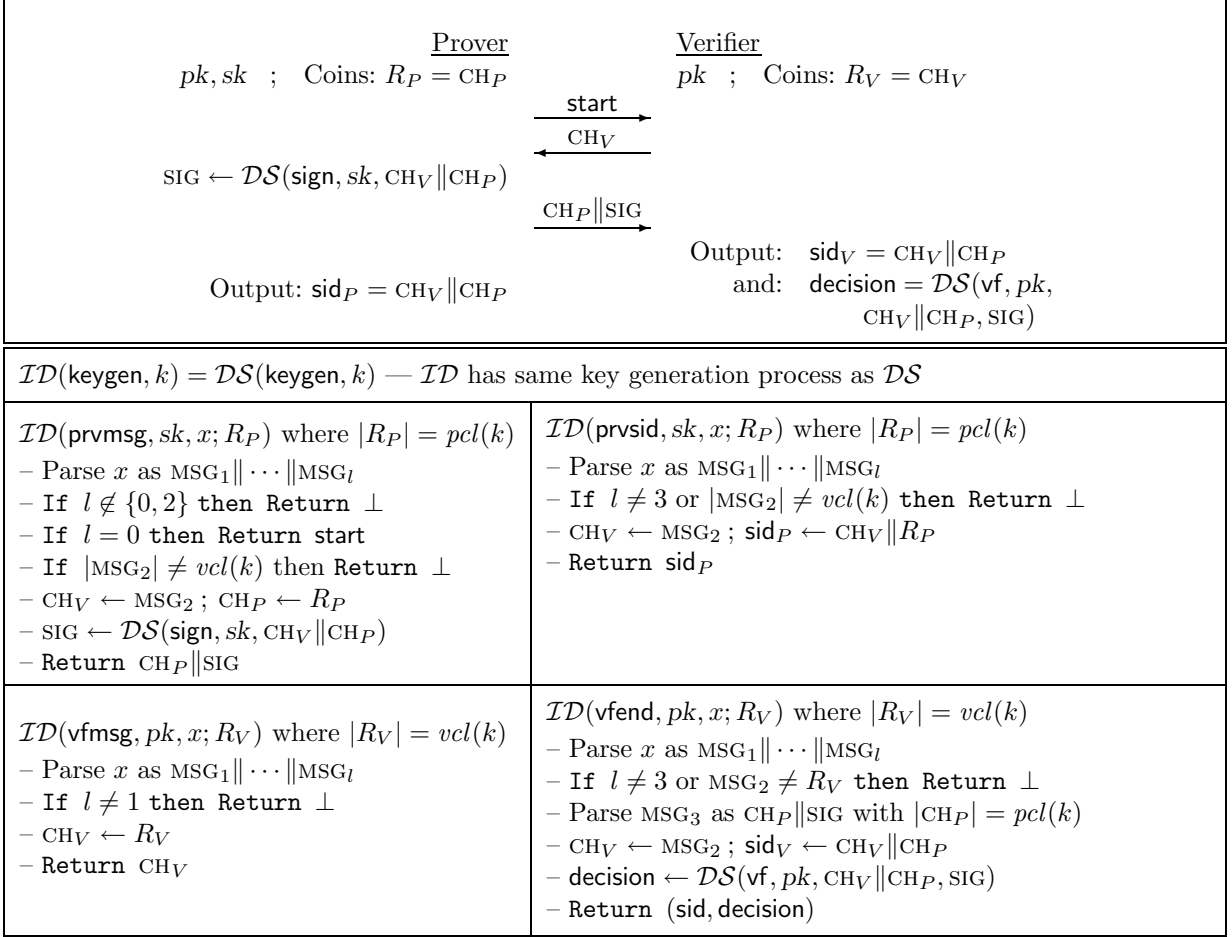 Prover Verifier
pk, sk ; Coins: R_P = CH_P pk ; Coins: R_V = CH_V
start
CH_V
SIG ← 𝒟𝒮(sign, sk, CH_V‖CH_P)
CH_P‖SIG
Output: sid_V = CH_V‖CH_P
Output: sid_P = CH_V‖CH_P and: decision = 𝒟𝒮(vf, pk,
CH_V‖CH_P, SIG)
ℐ𝒟(keygen, k) = 𝒟𝒮(keygen, k) — ℐ𝒟 has same key generation process as 𝒟𝒮
ℐ𝒟(prvmsg, sk, x; R_P) where |R_P| = pcl(k)
– Parse x as MSG_1‖ · · · ‖MSG_l
– If l ∉ {0, 2} then Return ⊥
– If l = 0 then Return start
– If |MSG_2| ≠ vcl(k) then Return ⊥
– CH_V ← MSG_2 ; CH_P ← R_P
– SIG ← 𝒟𝒮(sign, sk, CH_V‖CH_P)
– Return CH_P‖SIG
ℐ𝒟(prvsid, sk, x; R_P) where |R_P| = pcl(k)
– Parse x as MSG_1‖ · · · ‖MSG_l
– If l ≠ 3 or |MSG_2| ≠ vcl(k) then Return ⊥
– CH_V ← MSG_2 ; sid_P ← CH_V‖R_P
– Return sid_P
ℐ𝒟(vfmsg, pk, x; R_V) where |R_V| = vcl(k)
– Parse x as MSG_1‖ · · · ‖MSG_l
– If l ≠ 1 then Return ⊥
– CH_V ← R_V
– Return CH_V
ℐ𝒟(vfend, pk, x; R_V) where |R_V| = vcl(k)
– Parse x as MSG_1‖ · · · ‖MSG_l
– If l ≠ 3 or MSG_2 ≠ R_V then Return ⊥
– Parse MSG_3 as CH_P‖SIG with |CH_P| = pcl(k)
– CH_V ← MSG_2 ; sid_V ← CH_V‖CH_P
– decision ← 𝒟𝒮(vf, pk, CH_V‖CH_P, SIG)
– Return (sid, decision)